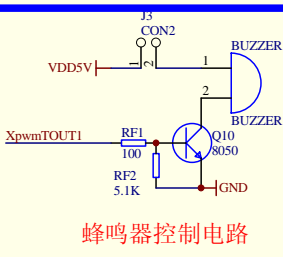 J3
CON2
BUZZER
VDD5V
1
2
1
2
BUZZER
XpwmTOUT1
RF1
100
Q10
8050
RF2
5.1K
GND
蜂鸣器控制电路